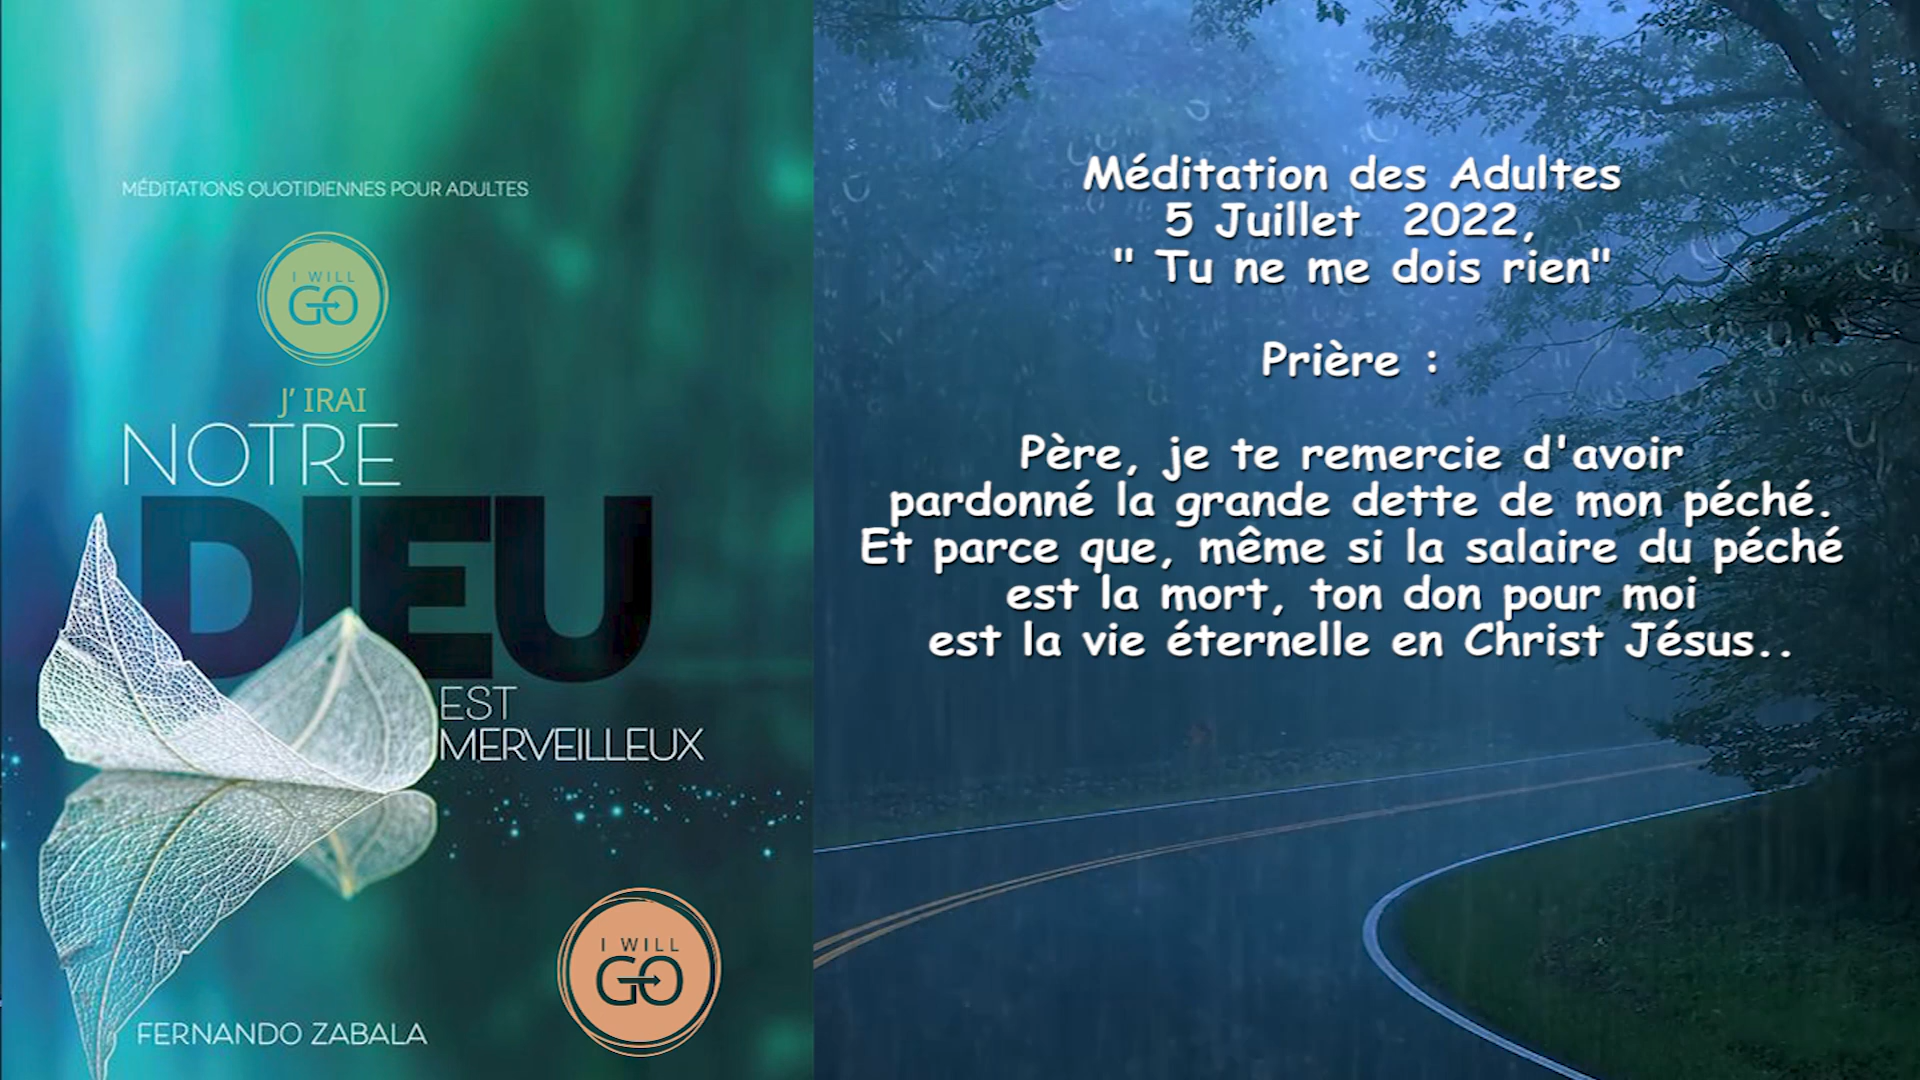 MÉDITATIONS QUOTIDIENNES POUR ADULTES
I WILL
GO
J' IRAI
NOTRE
DIEU
EST
MERVEILLEUX
I WILL
GO
FERNANDO ZABALA
Méditation des Adultes
5 Juillet 2022,
" Tu ne me dois rien"
Prière :
Père, je te remercie d'avoir
pardonné la grande dette de mon péché.
Et parce que, même si la salaire du péché
est la mort, ton don pour moi
est la vie éternelle en Christ Jésus..